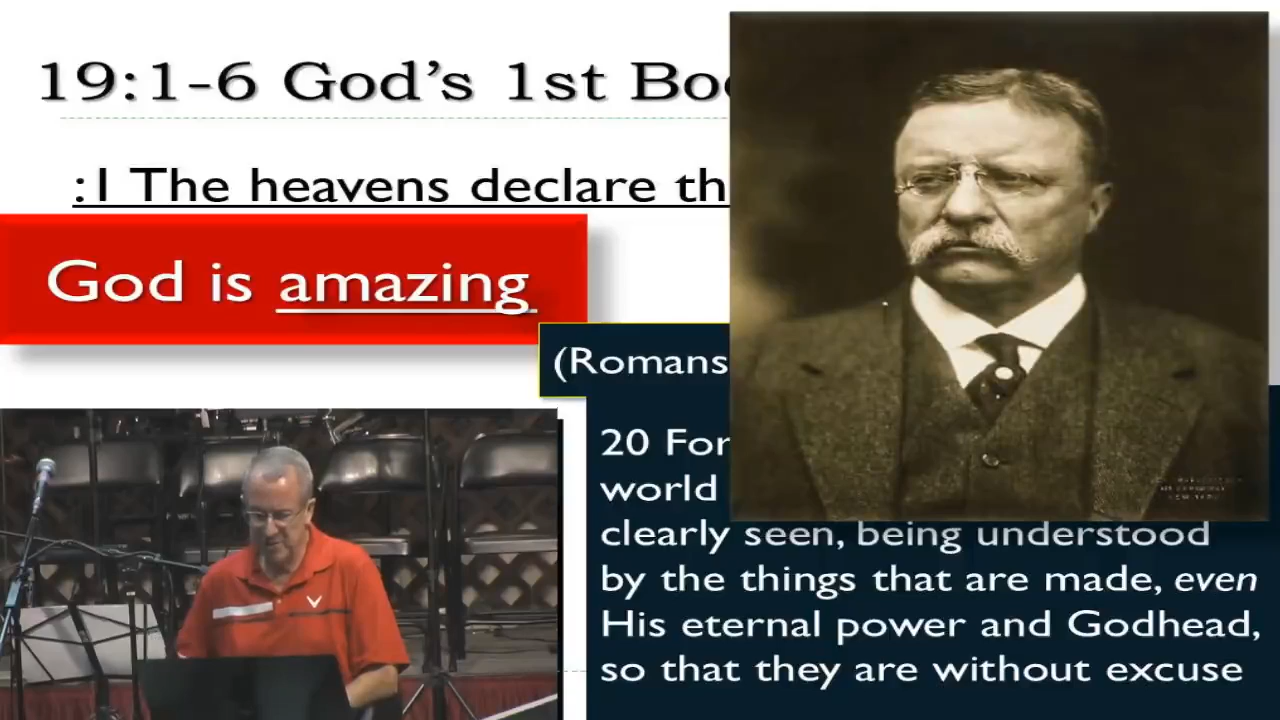 19:1-6 God's 1st
:1 The heavens declare
God is amazing
(Romans
20 For
world
clearly seen, being understood
by the things that are made, even
His eternal power and Godhead,
so that they are without excuse